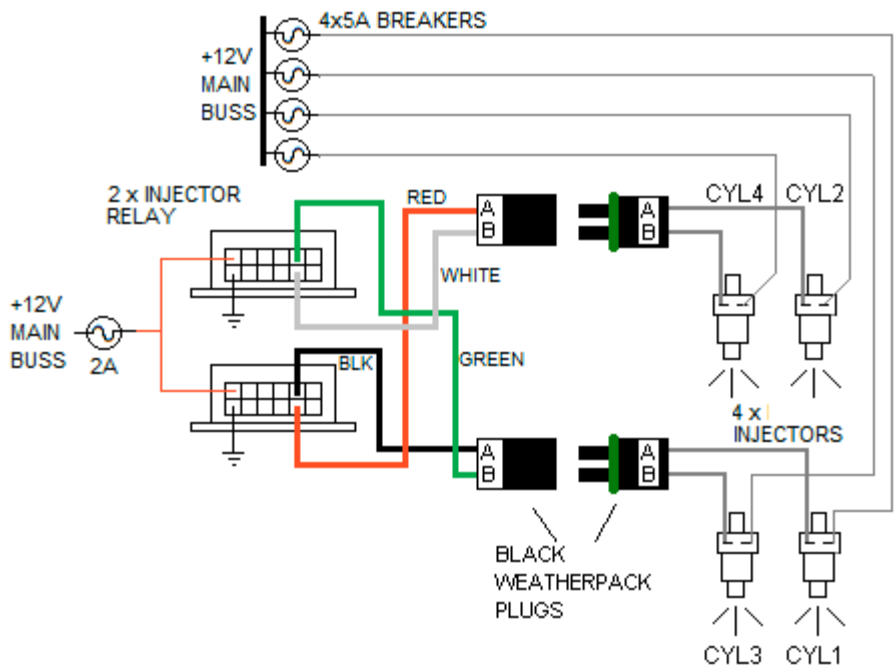 4x5A BREAKERS
+12V
MAIN
BUSS
2 x INJECTOR
RELAY
RED
A
B
A
B
CYL4
CYL2
WHITE
+12V
MAIN
BUSS
2A
BLK
GREEN
4 x
INJECTORS
A
B
A
B
BLACK
WEATHERPACK
PLUGS
CYL3
CYL1